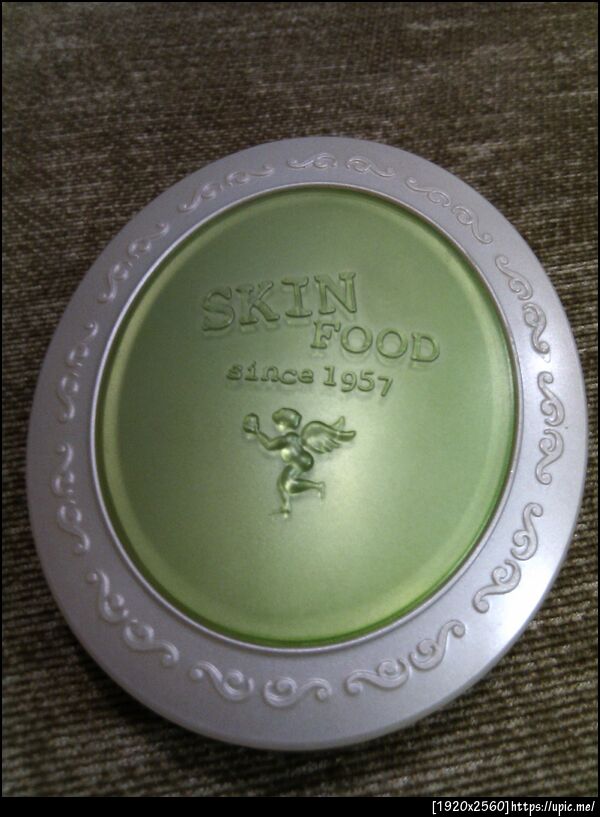 SKIN
FOOD
since 1957
[1920x2560]https://upic.me/